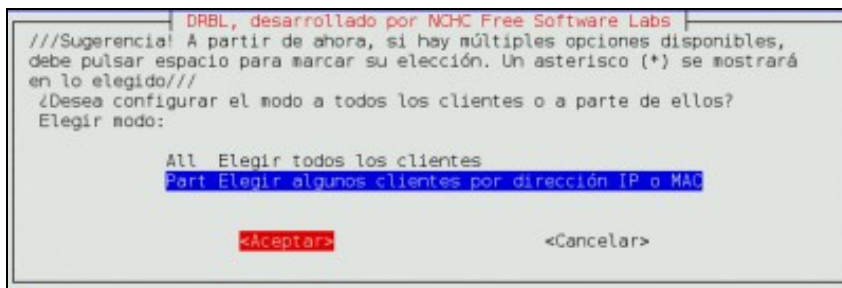 DRBL, desarrollado por NCHC Free Software Labs
///Sugerencia! A partir de ahora, si hay múltiples opciones disponibles,
debe pulsar espacio para marcar su elección. Un asterisco (*) se mostrará
en lo elegido///
¿Desea configurar el modo a todos los clientes o a parte de ellos?
Elegir modo:
All Elegir todos los clientes
Part Elegir algunos clientes por dirección IP o MAC
<Aceptar> <Cancelar>